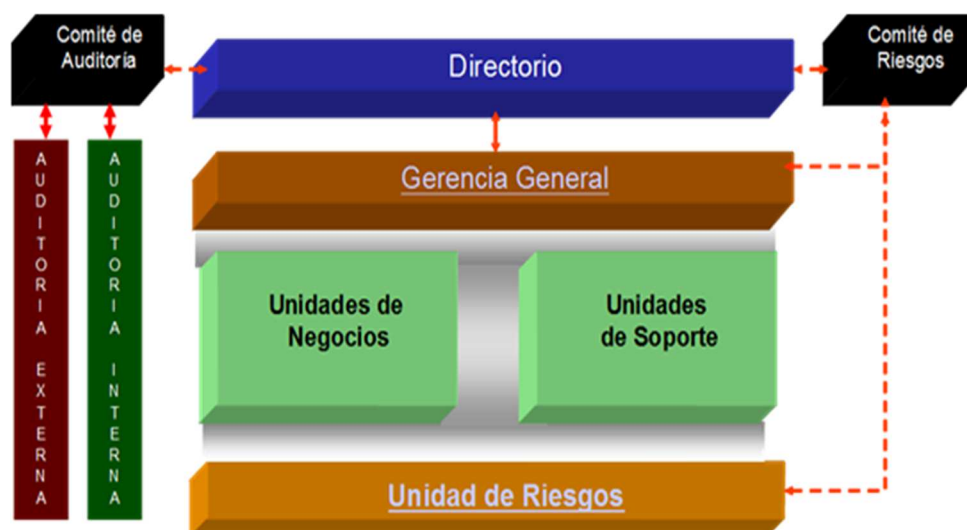 Comité de
Auditoría
Directorio
Comité de
Riesgos
Gerencia General
AUDITORIA EXTERNA
AUDITORIA INTERNA
Unidades de
Negocios
Unidades
de Soporte
Unidad de Riesgos